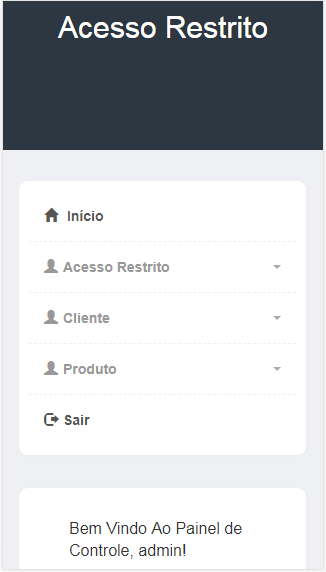 Acesso Restrito
Início
Acesso Restrito
Cliente
Produto
Sair
Bem Vindo Ao Painel de
Controle, admin!